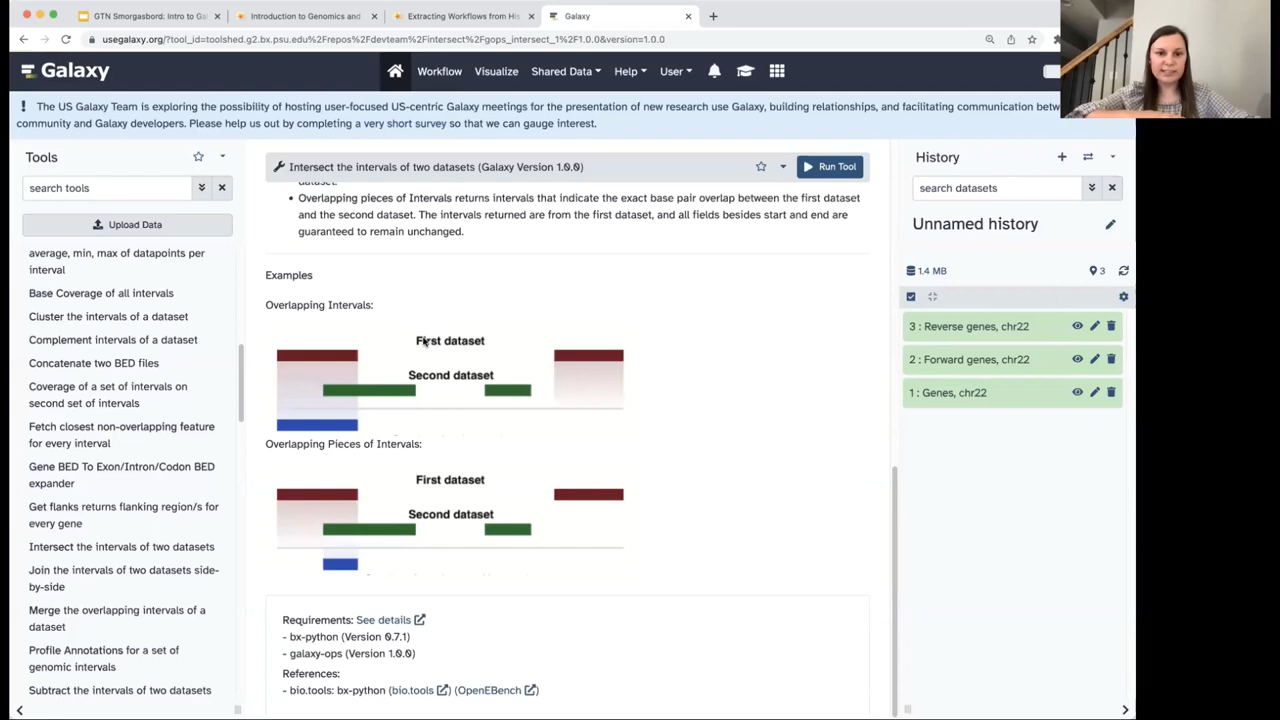 GTN Smorgasbord: Intro to Gal
Introduction to Genomics and
Extracting Workflows from His
Galaxy
usegalaxy.org/?tool_id=toolshed.g2.bx.psu.edu%2Frepos%2Fdevteam%2Fintersect%2Fgops_intersect_1%2F1.0.0&version=1.0.0
Galaxy
Workflow
Visualize
Shared Data
Help
User
The US Galaxy Team is exploring the possibility of hosting user-focused US-centric Galaxy meetings for the presentation of new research use Galaxy, building relationships, and facilitating communication
community and Galaxy developers. Please help us out by completing a very short survey so that we can gauge interest.
Tools
search tools
Upload Data
average, min, max of datapoints per
interval
Base Coverage of all intervals
Cluster the intervals of a dataset
Complement intervals of a dataset
Concatenate two BED files
Coverage of a set of intervals on
second set of intervals
Fetch closest non-overlapping feature
for every interval
Gene BED To Exon/Intron/Codon BED
expander
Get flanks returns flanking region/s for
every gene
Intersect the intervals of two datasets
Join the intervals of two datasets side-
by-side
Merge the overlapping intervals of a
dataset
Profile Annotations for a set of
genomic intervals
Subtract the intervals of two datasets
Intersect the intervals of two datasets (Galaxy Version 1.0.0)
Run Tool
dataset.
• Overlapping pieces of Intervals returns intervals that indicate the exact base pair overlap between the first dataset
and the second dataset. The intervals returned are from the first dataset, and all fields besides start and end are
guaranteed to remain unchanged.
Examples
Overlapping Intervals:
First dataset
Second dataset
Overlapping Pieces of Intervals:
First dataset
Second dataset
Requirements: See details
- bx-python (Version 0.7.1)
- galaxy-ops (Version 1.0.0)
References:
- bio.tools: bx-python (bio.tools) (OpenEBench)
History
search datasets
Unnamed history
1.4 MB
3
3 : Reverse genes, chr22
2 : Forward genes, chr22
1 : Genes, chr22